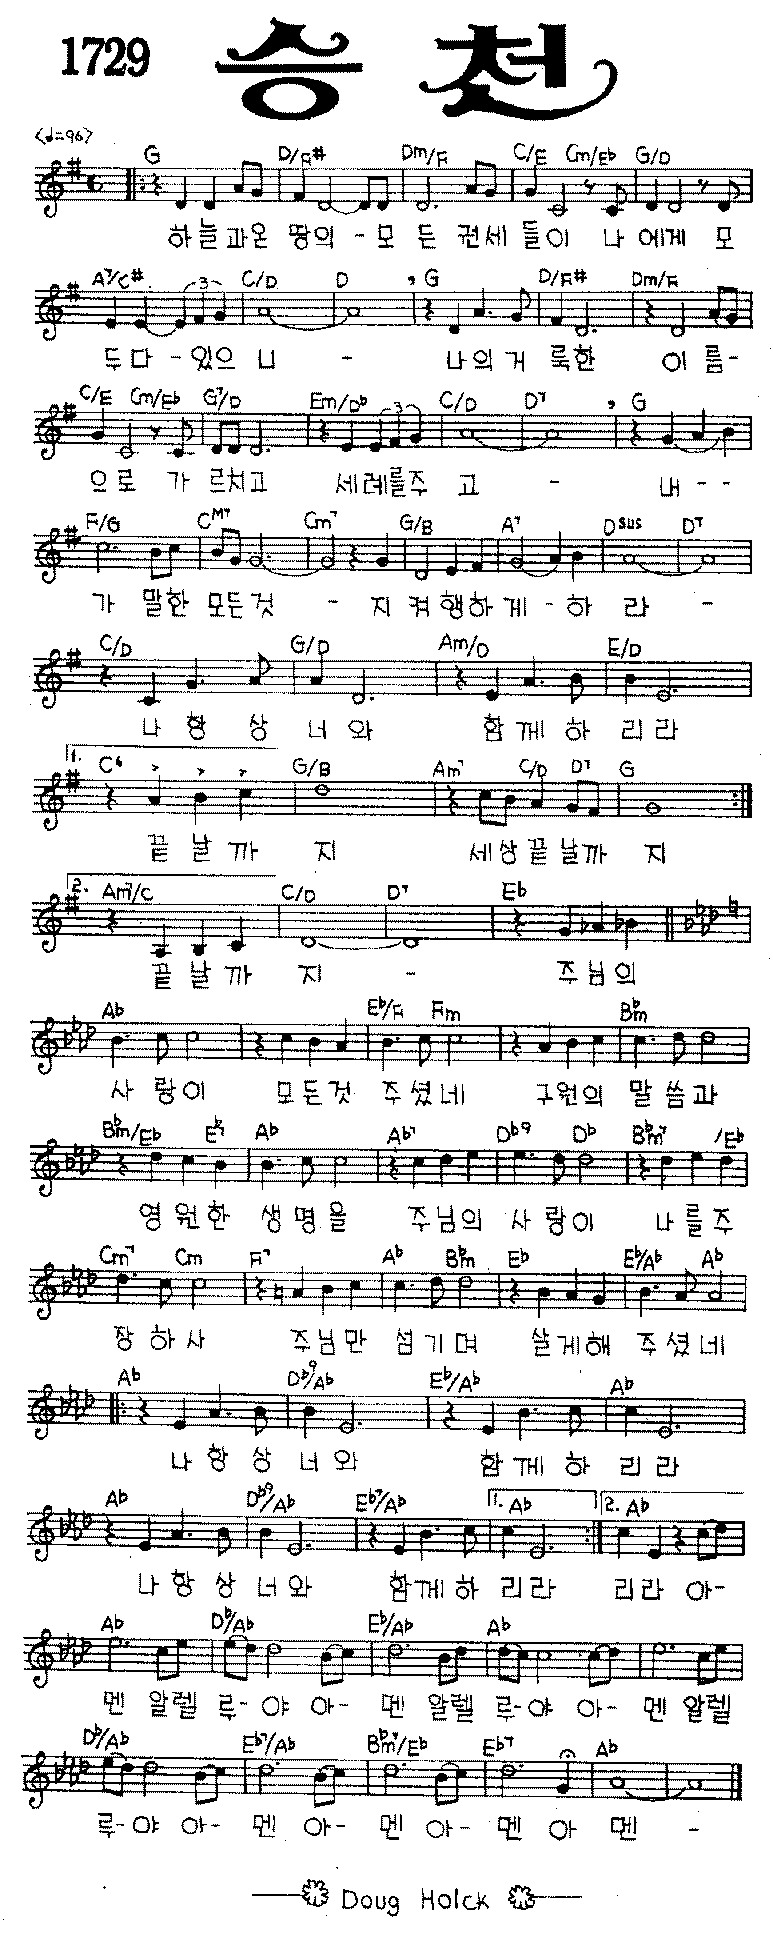 1729 승천
<♩=96>
G D/F# Dm/F C/E Cm/Eb G/D
하늘과온 땅의 - 모 든 권세 들이 나 에게 모
A7/C# 3 C/D D , G D/F# Dm/F
두다 - 있으 니 - 나의거 룩한 이름 -
C/E Cm/Eb G7/D Em/Db 3 C/D D7 , G
으로 가 르치고 세례를주 고 - 내 - -
F/G CM7 Cm7 G/B A7 Dsus D7
가 말한 모든것 - 지켜행하게 - 하 라 -
C/D G/D Am/D E/D
나 항 상 너와 함께하 리라
1. C6 G/B Am7 C/D D7 G
끝 날 까 지 세상끝날까 지
2. Am7/C C/D D7 Eb
끝날까 지 - 주님의
Ab Eb/F Fm Bbm
사 랑이 모든것 주셨네 구원의 말씀과
Bbm/Eb E7 Ab Ab7 Db9 Db Bbm7 /Eb
영원한 생명을 주님의 사랑이 나를주
Cm7 Cm F7 Ab Bbm Eb Eb/Ab Ab
장하사 주님만 섬기며 살게해 주셨네
Ab Db9/Ab Eb/Ab Ab
나 항 상 너와 함께하 리라
Ab Db9/Ab Eb7/Ab 1. Ab 2. Ab
나 항 상 너와 함께하 리라 리라 아-
Ab Db/Ab Eb/Ab Ab
멘 알렐 루-야 아- 멘 알렐 루-야 아- 멘 알렐
Db/Ab Eb7/Ab Bbm7/Eb Eb7 Ab
루-야 아- 멘 아- 멘 아- 멘 아 멘 -
Doug Holck